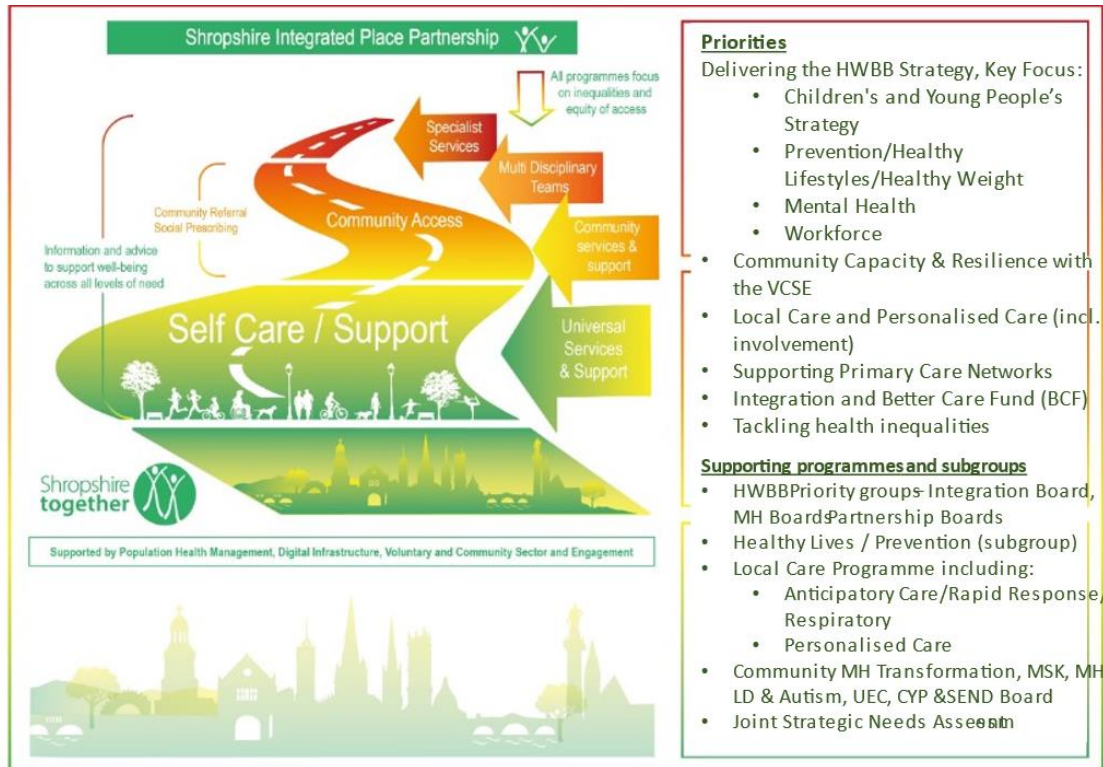 Shropshire Integrated Place Partnership
All programmes focus
on inequalities and
equity of access
Specialist
Services
Multi Disciplinary
Teams
Community Access
Community
services &
support
Community Referral
Social Prescribing
Information and advice
to support well-being
across all levels of need
Self Care / Support
Universal
Services
& Support
Shropshire
together
Supported by Population Health Management, Digital Infrastructure, Voluntary and Community Sector and Engagement
Priorities
Delivering the HWBB Strategy, Key Focus:
• Children's and Young People's
Strategy
• Prevention/Healthy
Lifestyles/Healthy Weight
• Mental Health
• Workforce
• Community Capacity & Resilience with
the VCSE
• Local Care and Personalised Care (incl.
involvement)
• Supporting Primary Care Networks
• Integration and Better Care Fund (BCF)
• Tackling health inequalities
Supporting programmes and subgroups
• HWBB Priority groups – Integration Board,
MH Boards Partnership Boards
• Healthy Lives / Prevention (subgroup)
• Local Care Programme including:
• Anticipatory Care/Rapid Response/
Respiratory
• Personalised Care
• Community MH Transformation, MSK, MH
LD & Autism, UEC, CYP & SEND Board
• Joint Strategic Needs